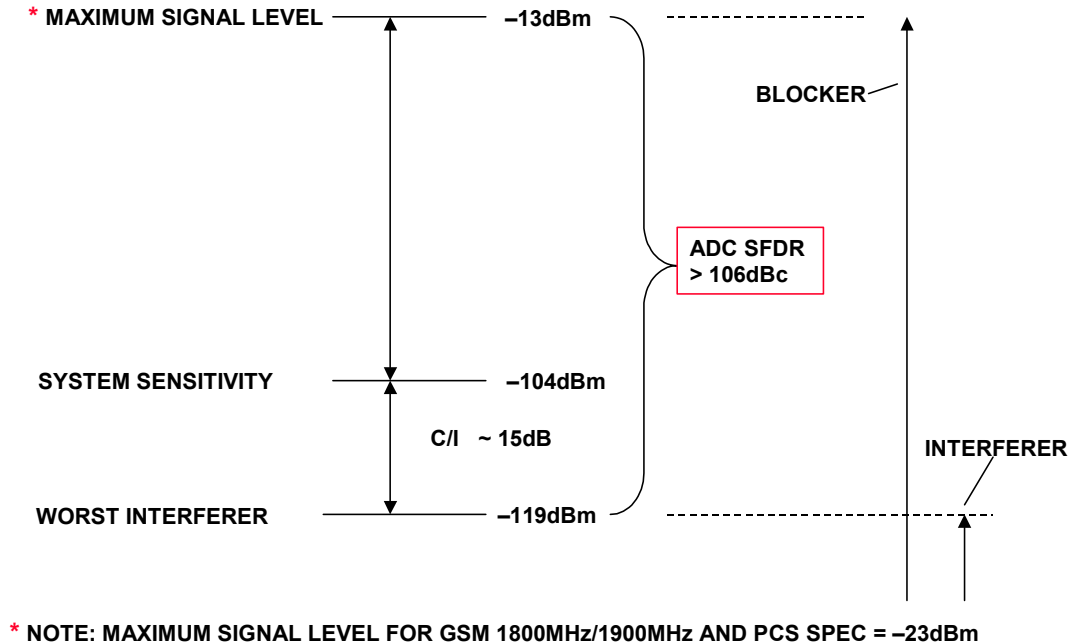 * MAXIMUM SIGNAL LEVEL
–13dBm
BLOCKER
ADC SFDR
> 106dBc
SYSTEM SENSITIVITY
–104dBm
C/I ~ 15dB
INTERFERER
WORST INTERFERER
–119dBm
* NOTE: MAXIMUM SIGNAL LEVEL FOR GSM 1800MHz/1900MHz AND PCS SPEC = –23dBm